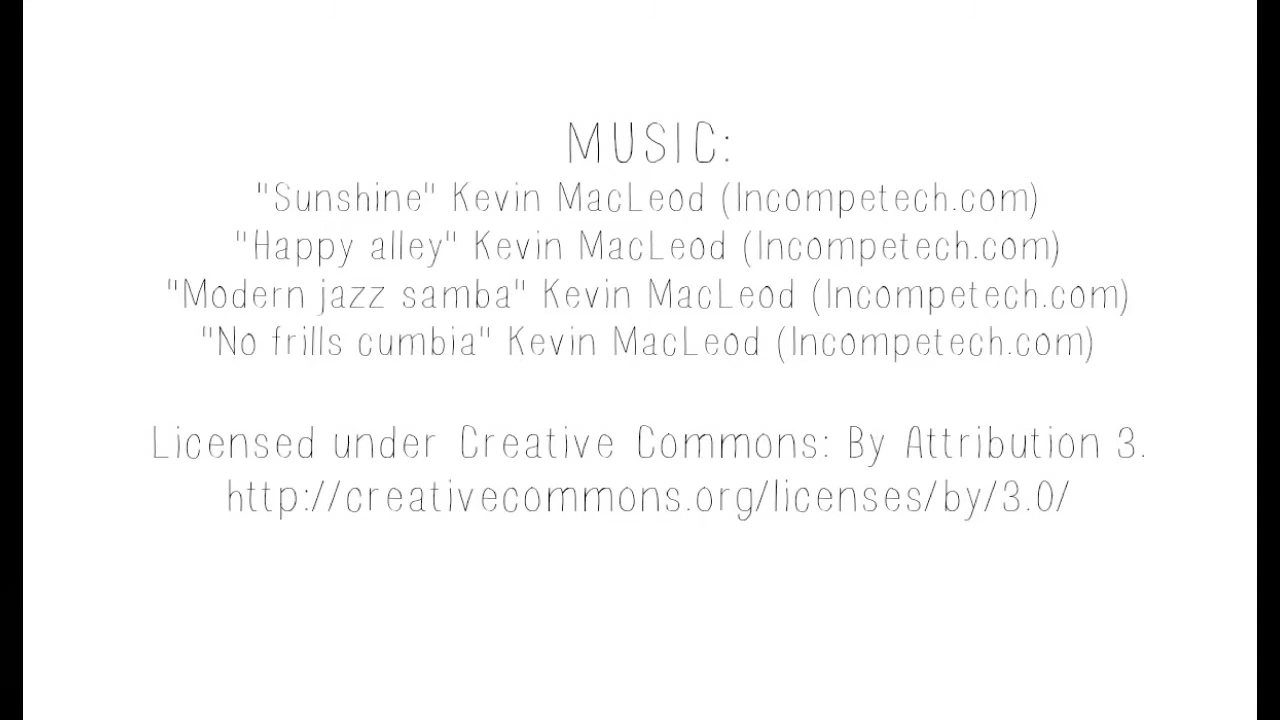 MUSIC:
"Sunshine" Kevin MacLeod (Incompetech.com)
"Happy alley" Kevin MacLeod (Incompetech.com)
"Modern jazz samba" Kevin MacLeod (Incompetech.com)
"No frills cumbia" Kevin MacLeod (Incompetech.com)
Licensed under Creative Commons: By Attribution 3.
http://creativecommons.org/licenses/by/3.0/